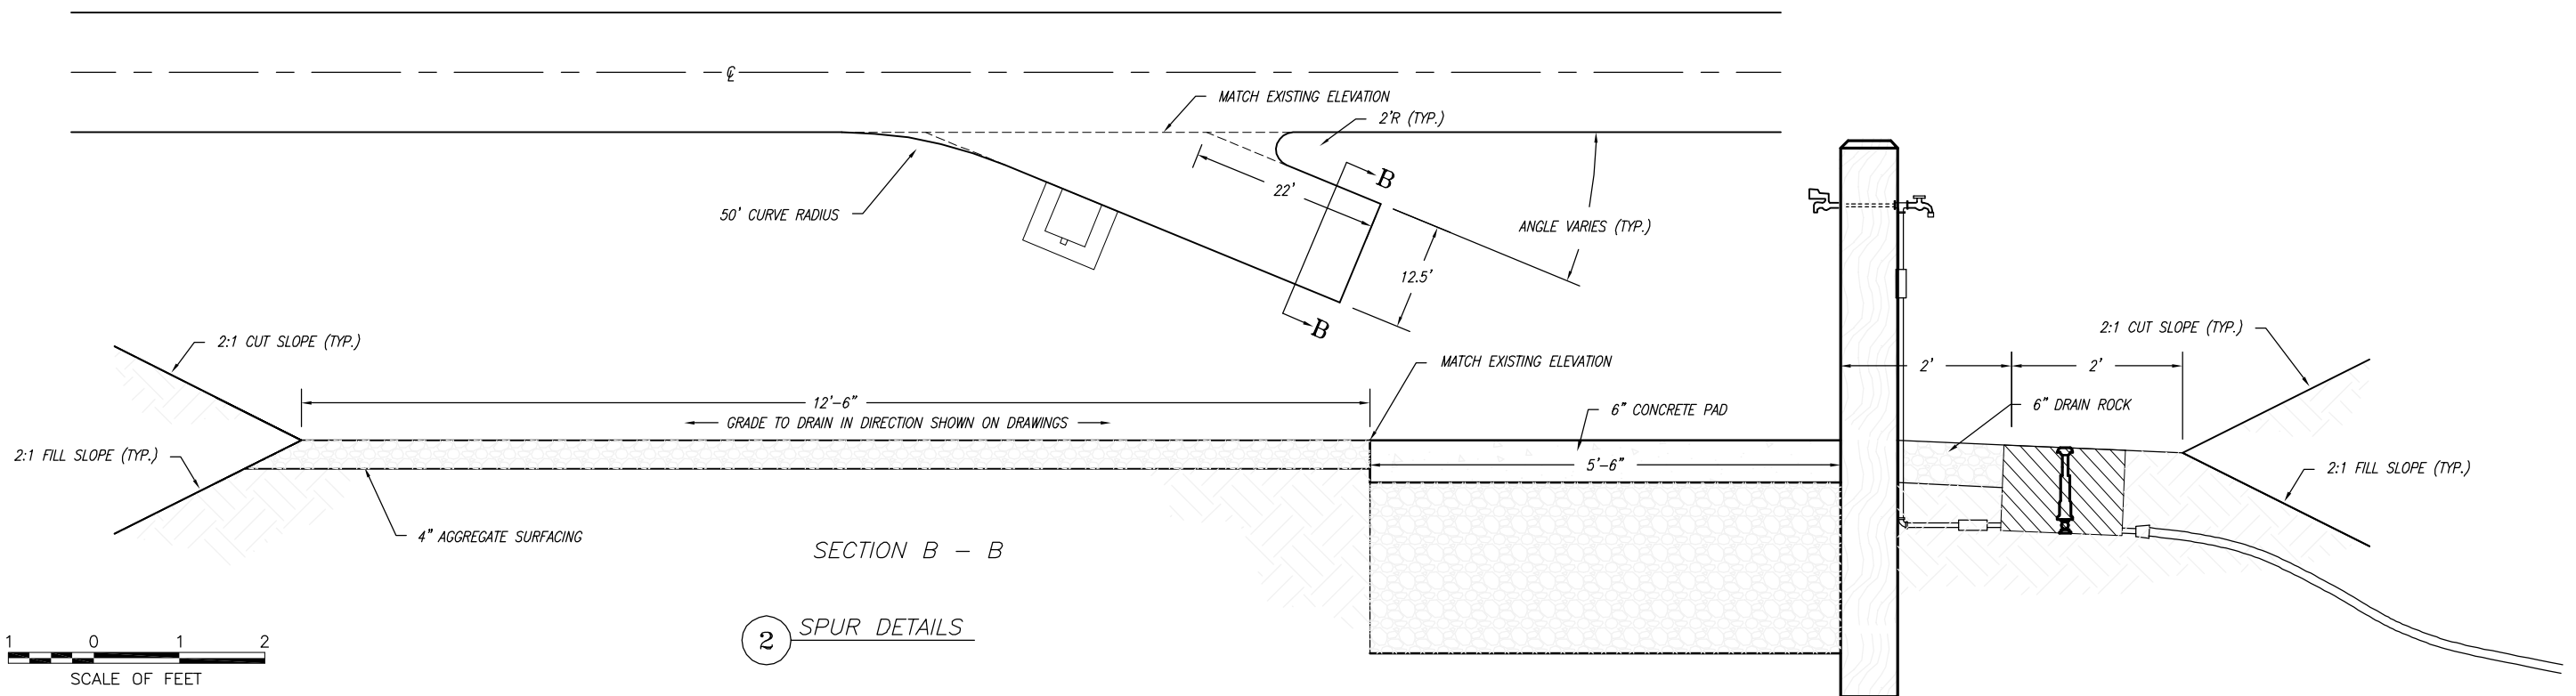 ℄
MATCH EXISTING ELEVATION
2'R (TYP.)
B
22'
50' CURVE RADIUS
ANGLE VARIES (TYP.)
12.5'
B
2:1 CUT SLOPE (TYP.)
2:1 CUT SLOPE (TYP.)
MATCH EXISTING ELEVATION
2'
2'
12'-6"
GRADE TO DRAIN IN DIRECTION SHOWN ON DRAWINGS
6" CONCRETE PAD
6" DRAIN ROCK
2:1 FILL SLOPE (TYP.)
5'-6"
2:1 FILL SLOPE (TYP.)
4" AGGREGATE SURFACING
SECTION B - B
2 SPUR DETAILS
1 0 1 2
SCALE OF FEET